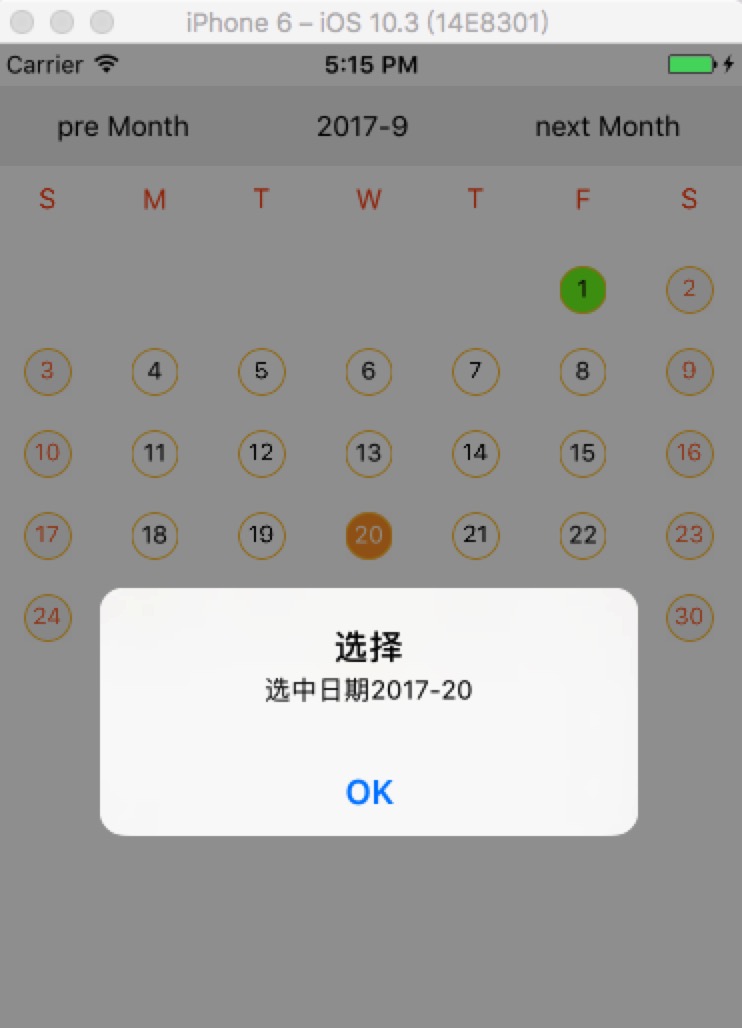 iPhone 6 – iOS 10.3 (14E8301)
Carrier 5:15 PM
pre Month 2017-9 next Month
S M T W T F S
1 2
3 4 5 6 7 8 9
10 11 12 13 14 15 16
17 18 19 20 21 22 23
24 30
选择
选中日期2017-20
OK